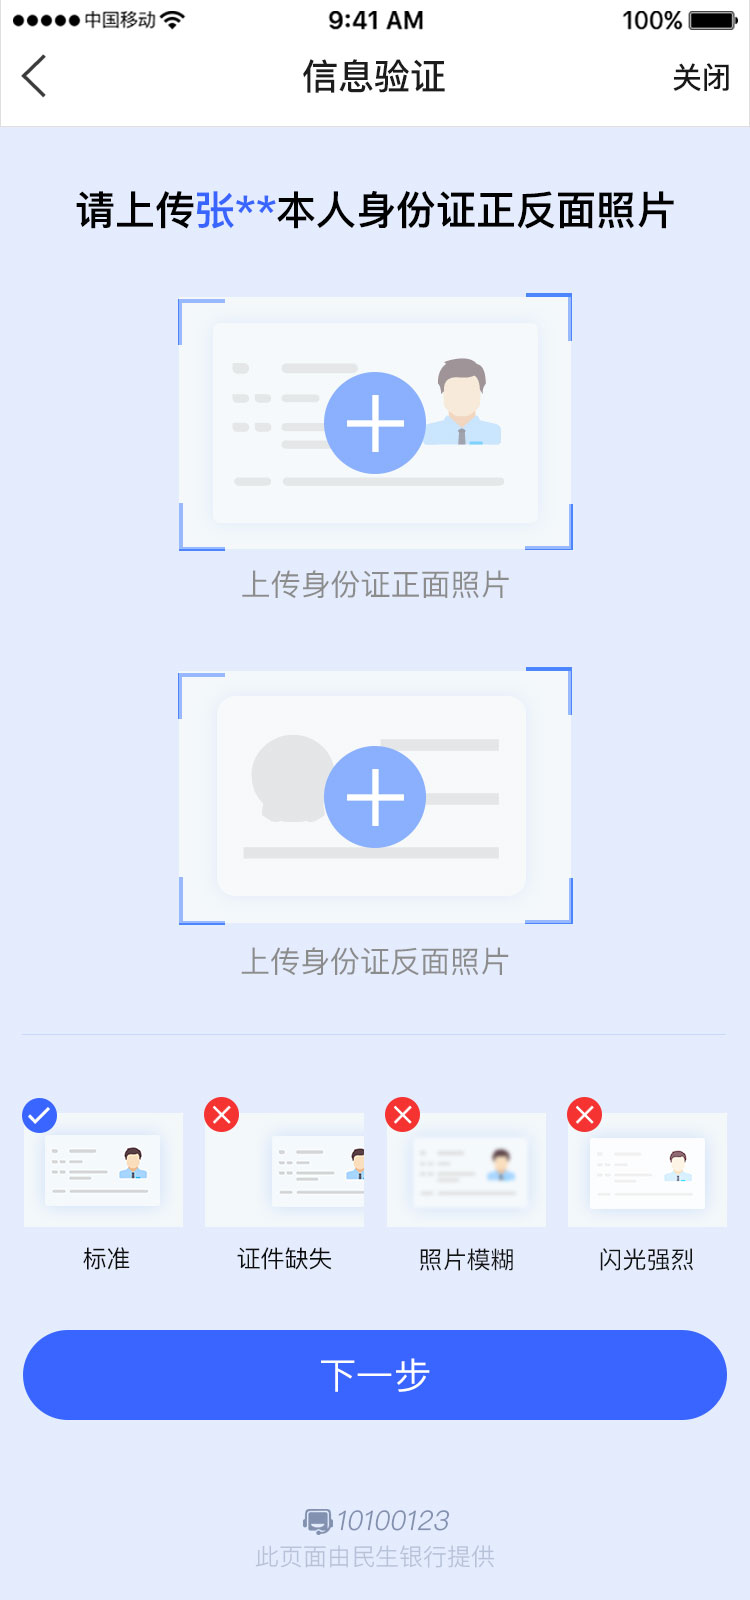 中国移动 9:41 AM 100%
信息验证 关闭
请上传张**本人身份证正反面照片
上传身份证正面照片
上传身份证反面照片
标准 证件缺失 照片模糊 闪光强烈
下一步
10100123
此页面由民生银行提供